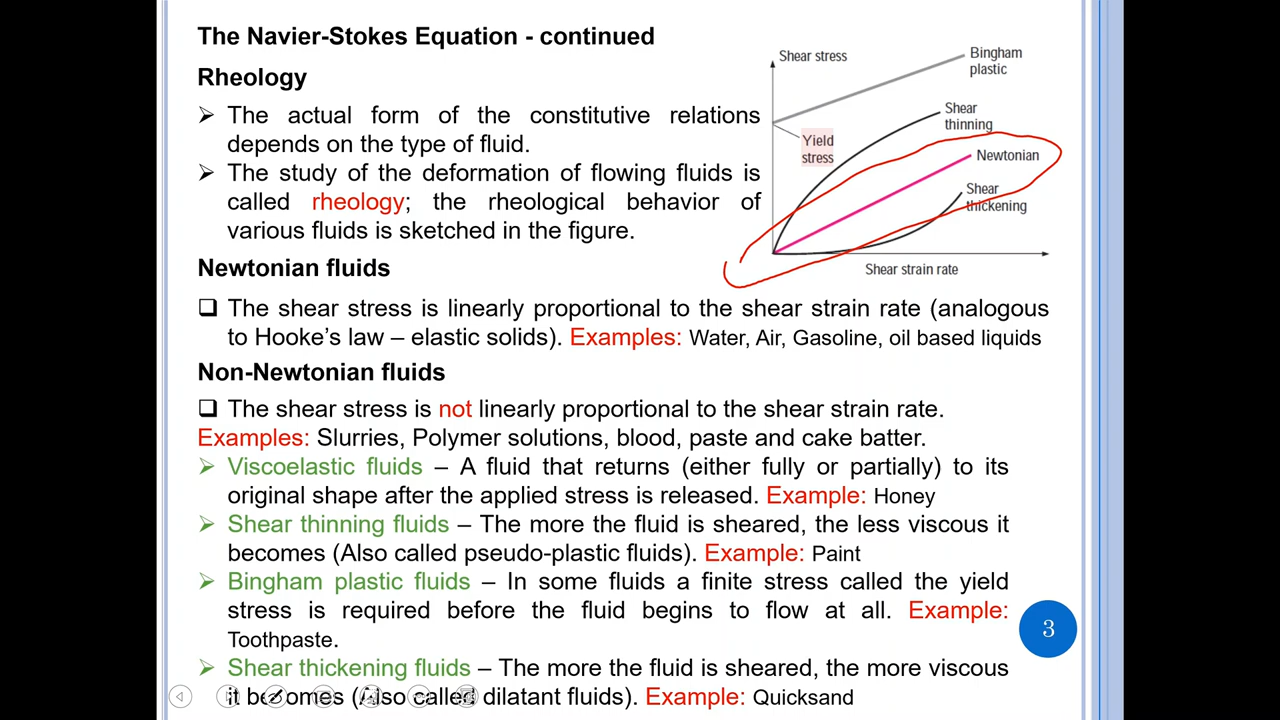 The Navier-Stokes Equation - continued
Rheology
➢ The actual form of the constitutive relations
depends on the type of fluid.
➢ The study of the deformation of flowing fluids is
called rheology; the rheological behavior of
various fluids is sketched in the figure.
Shear stress
Bingham
plastic
Shear
thinning
Yield
stress
Newtonian
Shear
thickening
Shear strain rate
Newtonian fluids
❑ The shear stress is linearly proportional to the shear strain rate (analogous
to Hooke's law – elastic solids). Examples: Water, Air, Gasoline, oil based liquids
Non-Newtonian fluids
❑ The shear stress is not linearly proportional to the shear strain rate.
Examples: Slurries, Polymer solutions, blood, paste and cake batter.
➢ Viscoelastic fluids – A fluid that returns (either fully or partially) to its
original shape after the applied stress is released. Example: Honey
➢ Shear thinning fluids – The more the fluid is sheared, the less viscous it
becomes (Also called pseudo-plastic fluids). Example: Paint
➢ Bingham plastic fluids – In some fluids a finite stress called the yield
stress is required before the fluid begins to flow at all. Example:
Toothpaste.
➢ Shear thickening fluids – The more the fluid is sheared, the more viscous
it becomes (Also called dilatant fluids). Example: Quicksand
3